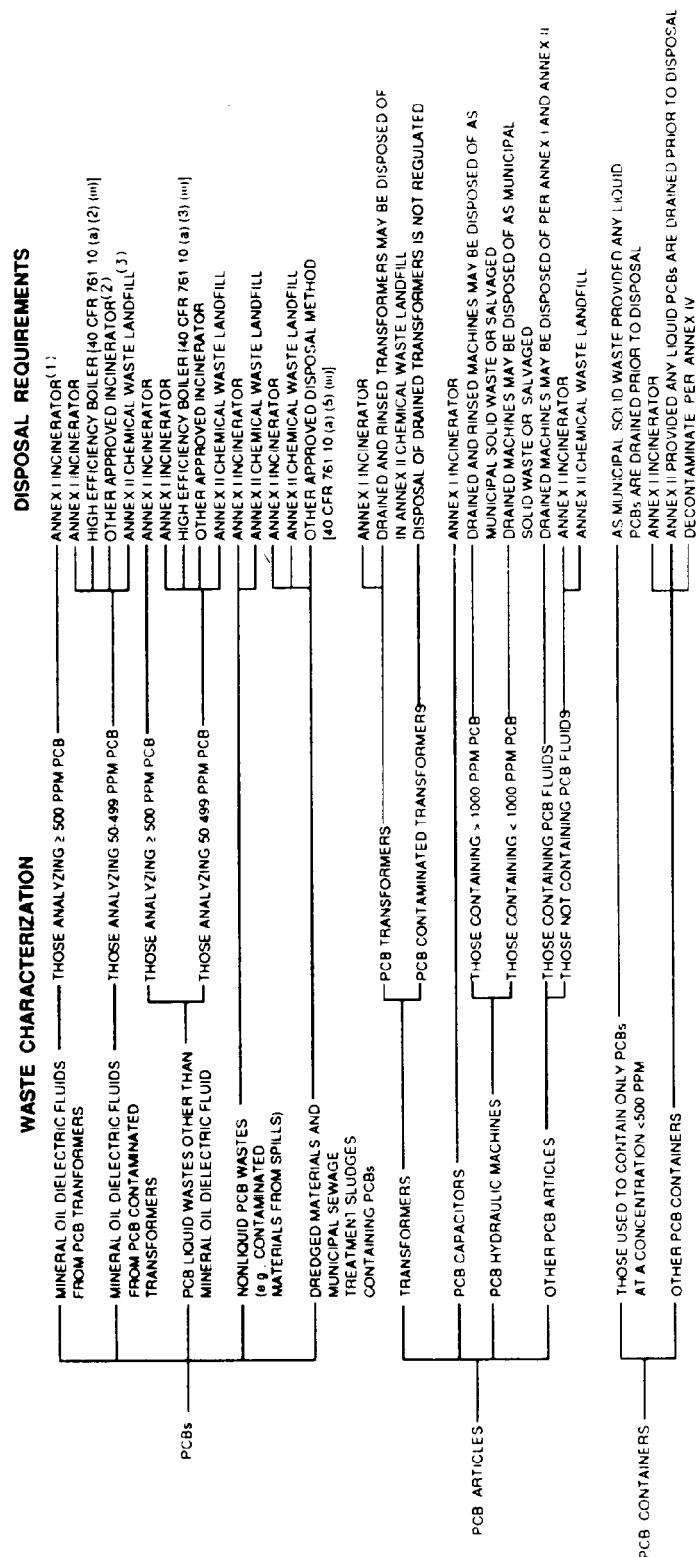 WASTE CHARACTERIZATION
DISPOSAL REQUIREMENTS
PCBs
MINERAL OIL DIELECTRIC FLUIDS
FROM PCB TRANFORMERS
THOSE ANALYZING ≥ 500 PPM PCB
ANNEX I INCINERATOR(1)
MINERAL OIL DIELECTRIC FLUIDS
FROM PCB CONTAMINATED
TRANSFORMERS
THOSE ANALYZING 50-499 PPM PCB
ANNEX I INCINERATOR
HIGH EFFICIENCY BOILER [40 CFR 761 10 (a) (2) (iii)]
OTHER APPROVED INCINERATOR(2)
ANNEX II CHEMICAL WASTE LANDFILL(3)
PCB LIQUID WASTES OTHER THAN
MINERAL OIL DIELECTRIC FLUID
THOSE ANALYZING ≥ 500 PPM PCB
ANNEX I INCINERATOR
THOSE ANALYZING 50 499 PPM PCB
ANNEX I INCINERATOR
HIGH EFFICIENCY BOILER [40 CFR 761 10 (a) (3) (iii)]
OTHER APPROVED INCINERATOR
ANNEX II CHEMICAL WASTE LANDFILL
NONLIQUID PCB WASTES
(e g . CONTAMINATED
MATERIALS FROM SPILLS)
ANNEX I INCINERATOR
ANNEX II CHEMICAL WASTE LANDFILL
DREDGED MATERIALS AND
MUNICIPAL SEWAGE
TREATMENT SLUDGES
CONTAINING PCBs
ANNEX I INCINERATOR
ANNEX II CHEMICAL WASTE LANDFILL
OTHER APPROVED DISPOSAL METHOD
[40 CFR 761 10 (a) (5) (iii)]
PCB ARTICLES
TRANSFORMERS
PCB TRANSFORMERS
ANNEX I INCINERATOR
DRAINED AND RINSED TRANSFORMERS MAY BE DISPOSED OF
IN ANNEX II CHEMICAL WASTE LANDFILL
PCB CONTAMINATED TRANSFORMERS
DISPOSAL OF DRAINED TRANSFORMERS IS NOT REGULATED
PCB CAPACITORS
ANNEX I INCINERATOR
PCB HYDRAULIC MACHINES
THOSE CONTAINING > 1000 PPM PCB
DRAINED AND RINSED MACHINES MAY BE DISPOSED OF AS
MUNICIPAL SOLID WASTE OR SALVAGED
THOSE CONTAINING < 1000 PPM PCB
DRAINED MACHINES MAY BE DISPOSED OF AS MUNICIPAL
SOLID WASTE OR SALVAGED
OTHER PCB ARTICLES
THOSE CONTAINING PCB FLUIDS
DRAINED MACHINES MAY BE DISPOSED OF PER ANNEX I AND ANNEX II
THOSE NOT CONTAINING PCB FLUIDS
ANNEX I INCINERATOR
ANNEX II CHEMICAL WASTE LANDFILL
PCB CONTAINERS
THOSE USED TO CONTAIN ONLY PCBs
AT A CONCENTRATION <500 PPM
AS MUNICIPAL SOLID WASTE PROVIDED ANY LIQUID
PCBs ARE DRAINED PRIOR TO DISPOSAL
OTHER PCB CONTAINERS
ANNEX I INCINERATOR
ANNEX II PROVIDED ANY LIQUID PCBs ARE DRAINED PRIOR TO DISPOSAL
DECONTAMINATE PER ANNEX IV